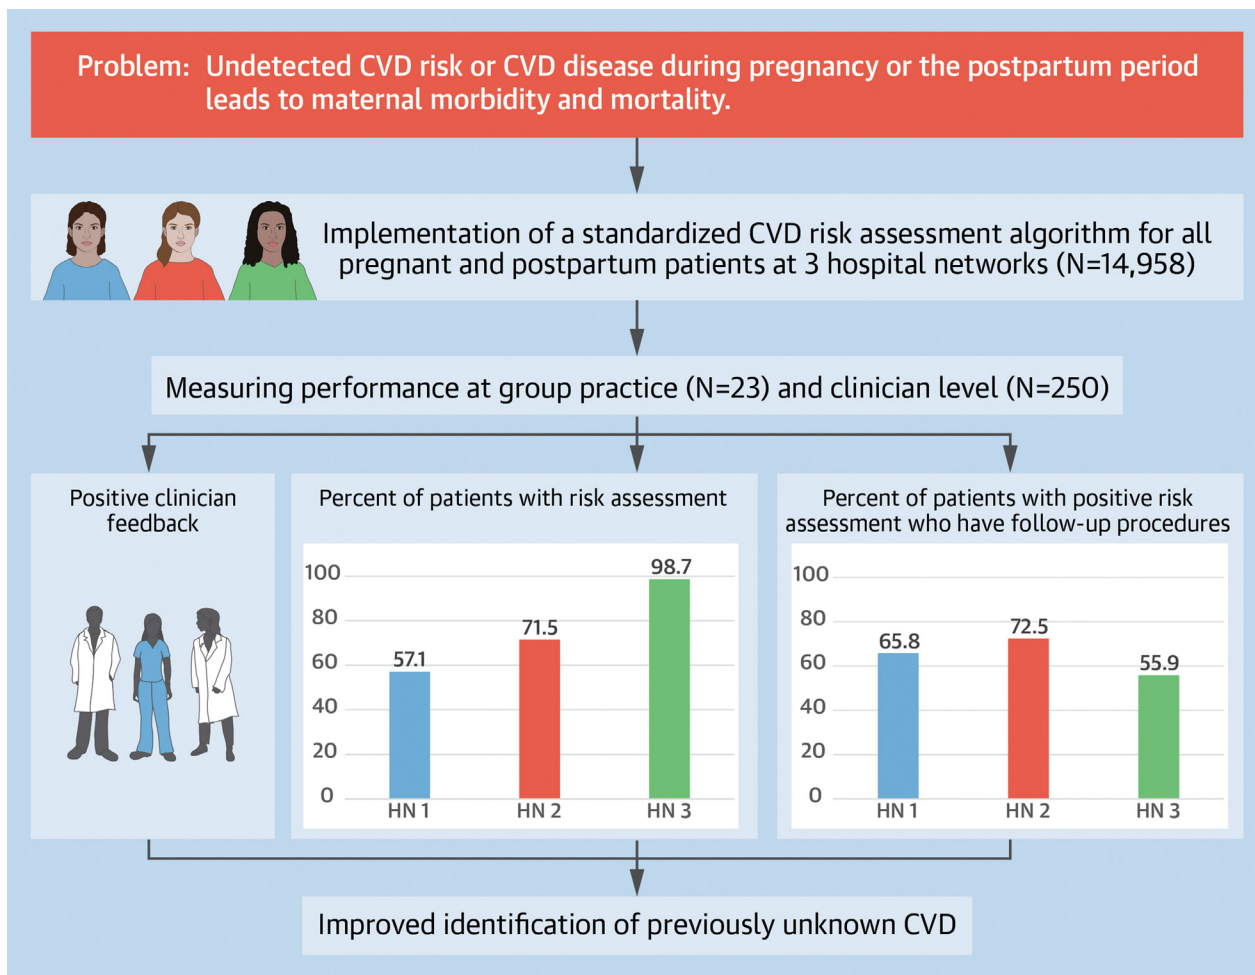 Problem: Undetected CVD risk or CVD disease during pregnancy or the postpartum period
leads to maternal morbidity and mortality.
Implementation of a standardized CVD risk assessment algorithm for all
pregnant and postpartum patients at 3 hospital networks (N=14,958)
Measuring performance at group practice (N=23) and clinician level (N=250)
Positive clinician
feedback
Percent of patients with risk assessment
100
80
60
40
20
0
57.1
71.5
98.7
HN 1
HN 2
HN 3
Percent of patients with positive risk
assessment who have follow-up procedures
100
80
60
40
20
0
65.8
72.5
55.9
HN 1
HN 2
HN 3
Improved identification of previously unknown CVD